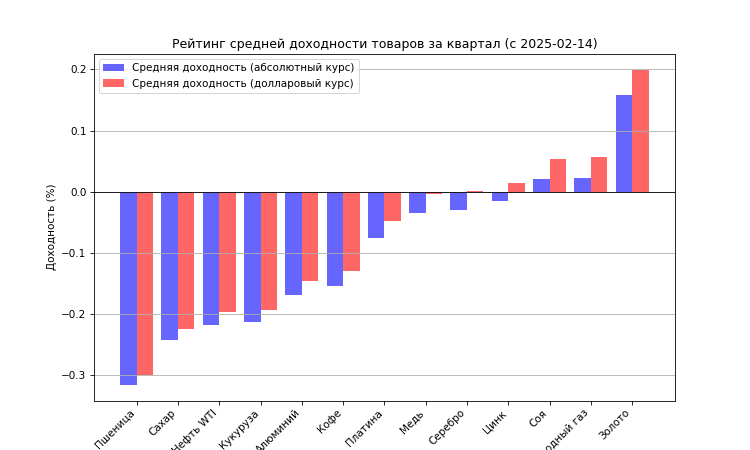 Рейтинг средней доходности товаров за квартал (с 2025-02-14)
Средняя доходность (абсолютный курс)
Средняя доходность (долларовый курс)
Доходность (%)
0.2
0.1
0.0
−0.1
−0.2
−0.3
Пшеница
Сахар
Нефть WTI
Кукуруза
Алюминий
Кофе
Платина
Медь
Серебро
Цинк
Соя
газ
Золото